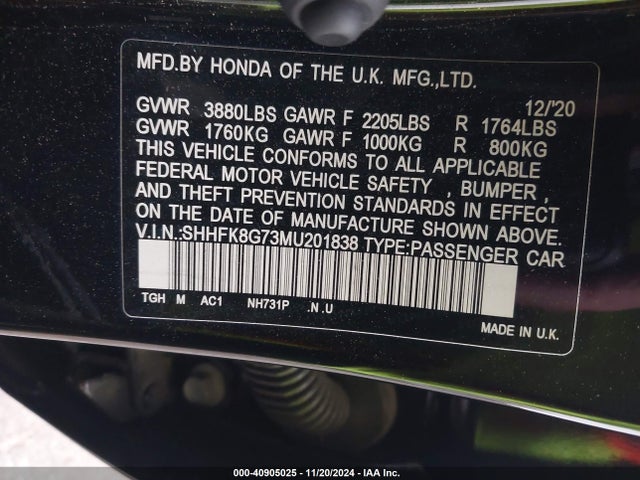 MFD.BY HONDA OF THE U.K. MFG.,LTD.
12/'20
GVWR 3880LBS GAWR F 2205LBS R 1764LBS
GVWR 1760KG GAWR F 1000KG R 800KG
THIS VEHICLE CONFORMS TO ALL APPLICABLE
FEDERAL MOTOR VEHICLE SAFETY , BUMPER ,
AND THEFT PREVENTION STANDARDS IN EFFECT
ON THE DATE OF MANUFACTURE SHOWN ABOVE.
V.I.N.:SHHFK8G73MU201838 TYPE:PASSENGER CAR
TGH M AC1 NH731P .N .U
MADE IN U.K.
000-40905025 - 11/20/2024 - IAA Inc.